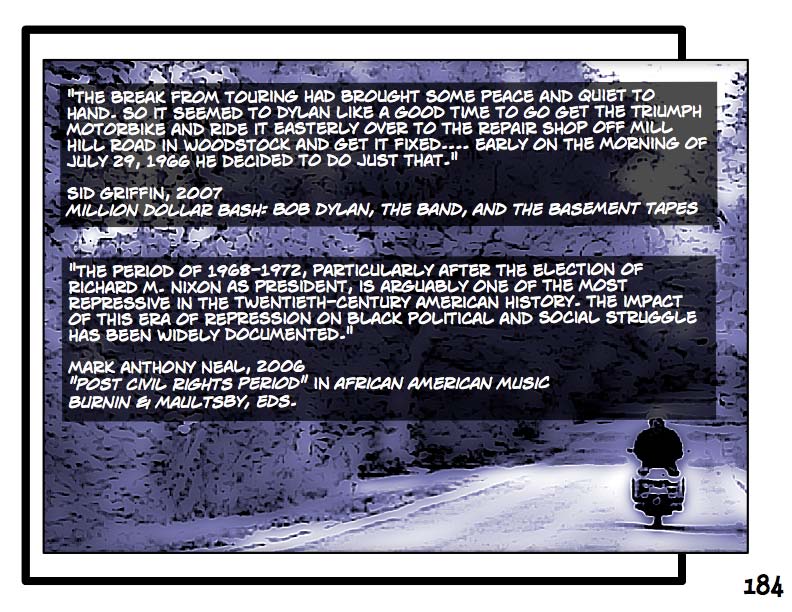 "THE BREAK FROM TOURING HAD BROUGHT SOME PEACE AND QUIET TO
HAND. SO IT SEEMED TO DYLAN LIKE A GOOD TIME TO GO GET THE TRIUMPH
MOTORBIKE AND RIDE IT EASTERLY OVER TO THE REPAIR SHOP OFF MILL
HILL ROAD IN WOODSTOCK AND GET IT FIXED.... EARLY ON THE MORNING OF
JULY 29, 1966 HE DECIDED TO DO JUST THAT."
SID GRIFFIN, 2007
MILLION DOLLAR BASH: BOB DYLAN, THE BAND, AND THE BASEMENT TAPES
"THE PERIOD OF 1968-1972, PARTICULARLY AFTER THE ELECTION OF
RICHARD M. NIXON AS PRESIDENT, IS ARGUABLY ONE OF THE MOST
REPRESSIVE IN THE TWENTIETH-CENTURY AMERICAN HISTORY. THE IMPACT
OF THIS ERA OF REPRESSION ON BLACK POLITICAL AND SOCIAL STRUGGLE
HAS BEEN WIDELY DOCUMENTED."
MARK ANTHONY NEAL, 2006
"POST CIVIL RIGHTS PERIOD" IN AFRICAN AMERICAN MUSIC
BURNIN & MAULTSBY, EDS.
184